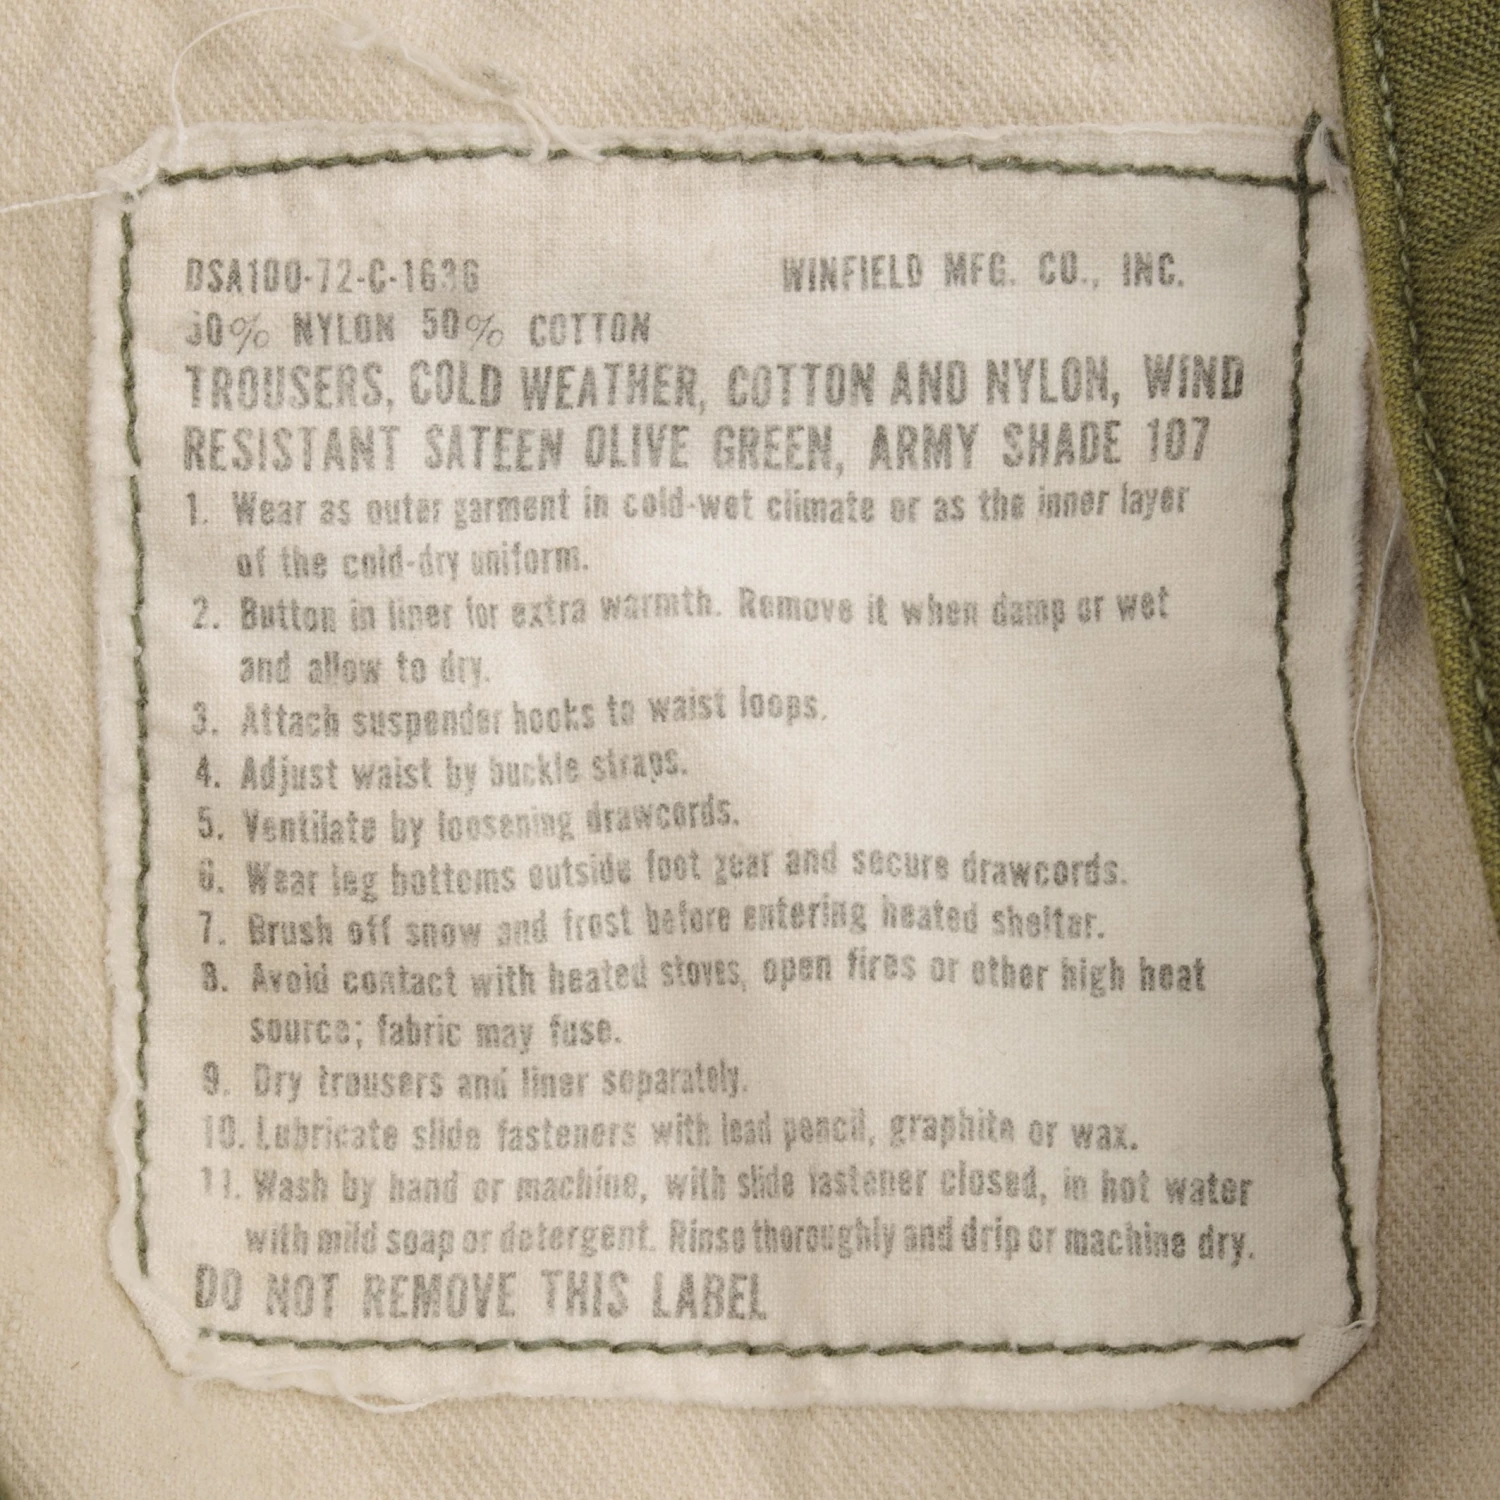 DSA100-72-C-1636 WINFIELD MFG. CO., INC.
50% NYLON 50% COTTON
TROUSERS, COLD WEATHER, COTTON AND NYLON, WIND
RESISTANT SATEEN OLIVE GREEN, ARMY SHADE 107
1. Wear as outer garment in cold-wet climate or as the inner layer
of the cold-dry uniform.
2. Button in liner for extra warmth. Remove it when damp or wet
and allow to dry.
3. Attach suspender hooks to waist loops.
4. Adjust waist by buckle straps.
5. Ventilate by loosening drawcords.
6. Wear leg bottoms outside foot gear and secure drawcords.
7. Brush off snow and frost before entering heated shelter.
8. Avoid contact with heated stoves, open fires or other high heat
source; fabric may fuse.
9. Dry trousers and liner separately.
10. Lubricate slide fasteners with lead pencil, graphite or wax.
11. Wash by hand or machine, with slide fastener closed, in hot water
with mild soap or detergent. Rinse thoroughly and drip or machine dry.
DO NOT REMOVE THIS LABEL